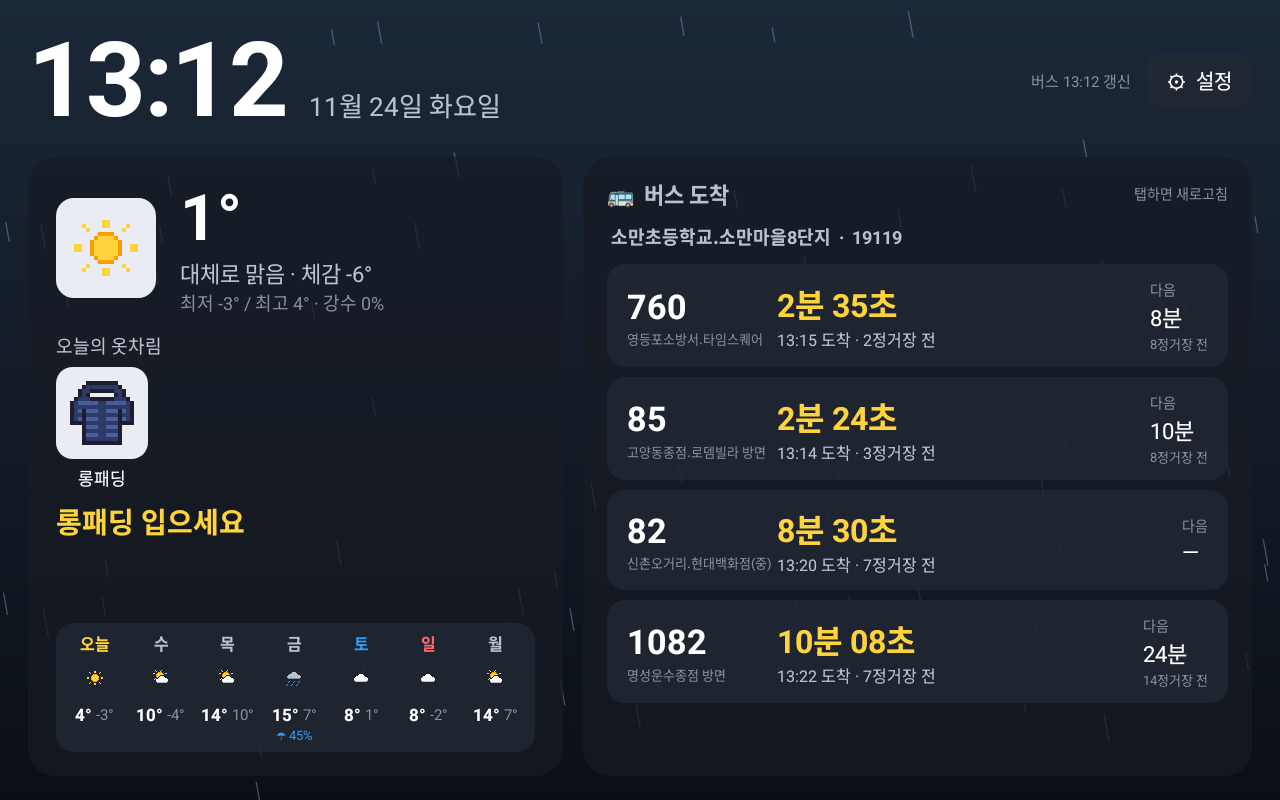 13:12
11월 24일 화요일
버스 13:12 갱신
설정
1°
대체로 맑음 · 체감 -6°
최저 -3° / 최고 4° · 강수 0%
오늘의 옷차림
롱패딩
롱패딩 입으세요
오늘 수 목 금 토 일 월
4° -3° 10° -4° 14° 10° 15° 7° 8° 1° 8° -2° 14° 7°
45%
버스 도착
탭하면 새로고침
소만초등학교.소만마을8단지 · 19119
760
영등포소방서.타임스퀘어
2분 35초
13:15 도착 · 2정거장 전
다음
8분
8정거장 전
85
고양동종점.로뎀빌라 방면
2분 24초
13:14 도착 · 3정거장 전
다음
10분
8정거장 전
82
신촌오거리.현대백화점(중)
8분 30초
13:20 도착 · 7정거장 전
다음
—
1082
명성운수종점 방면
10분 08초
13:22 도착 · 7정거장 전
다음
24분
14정거장 전